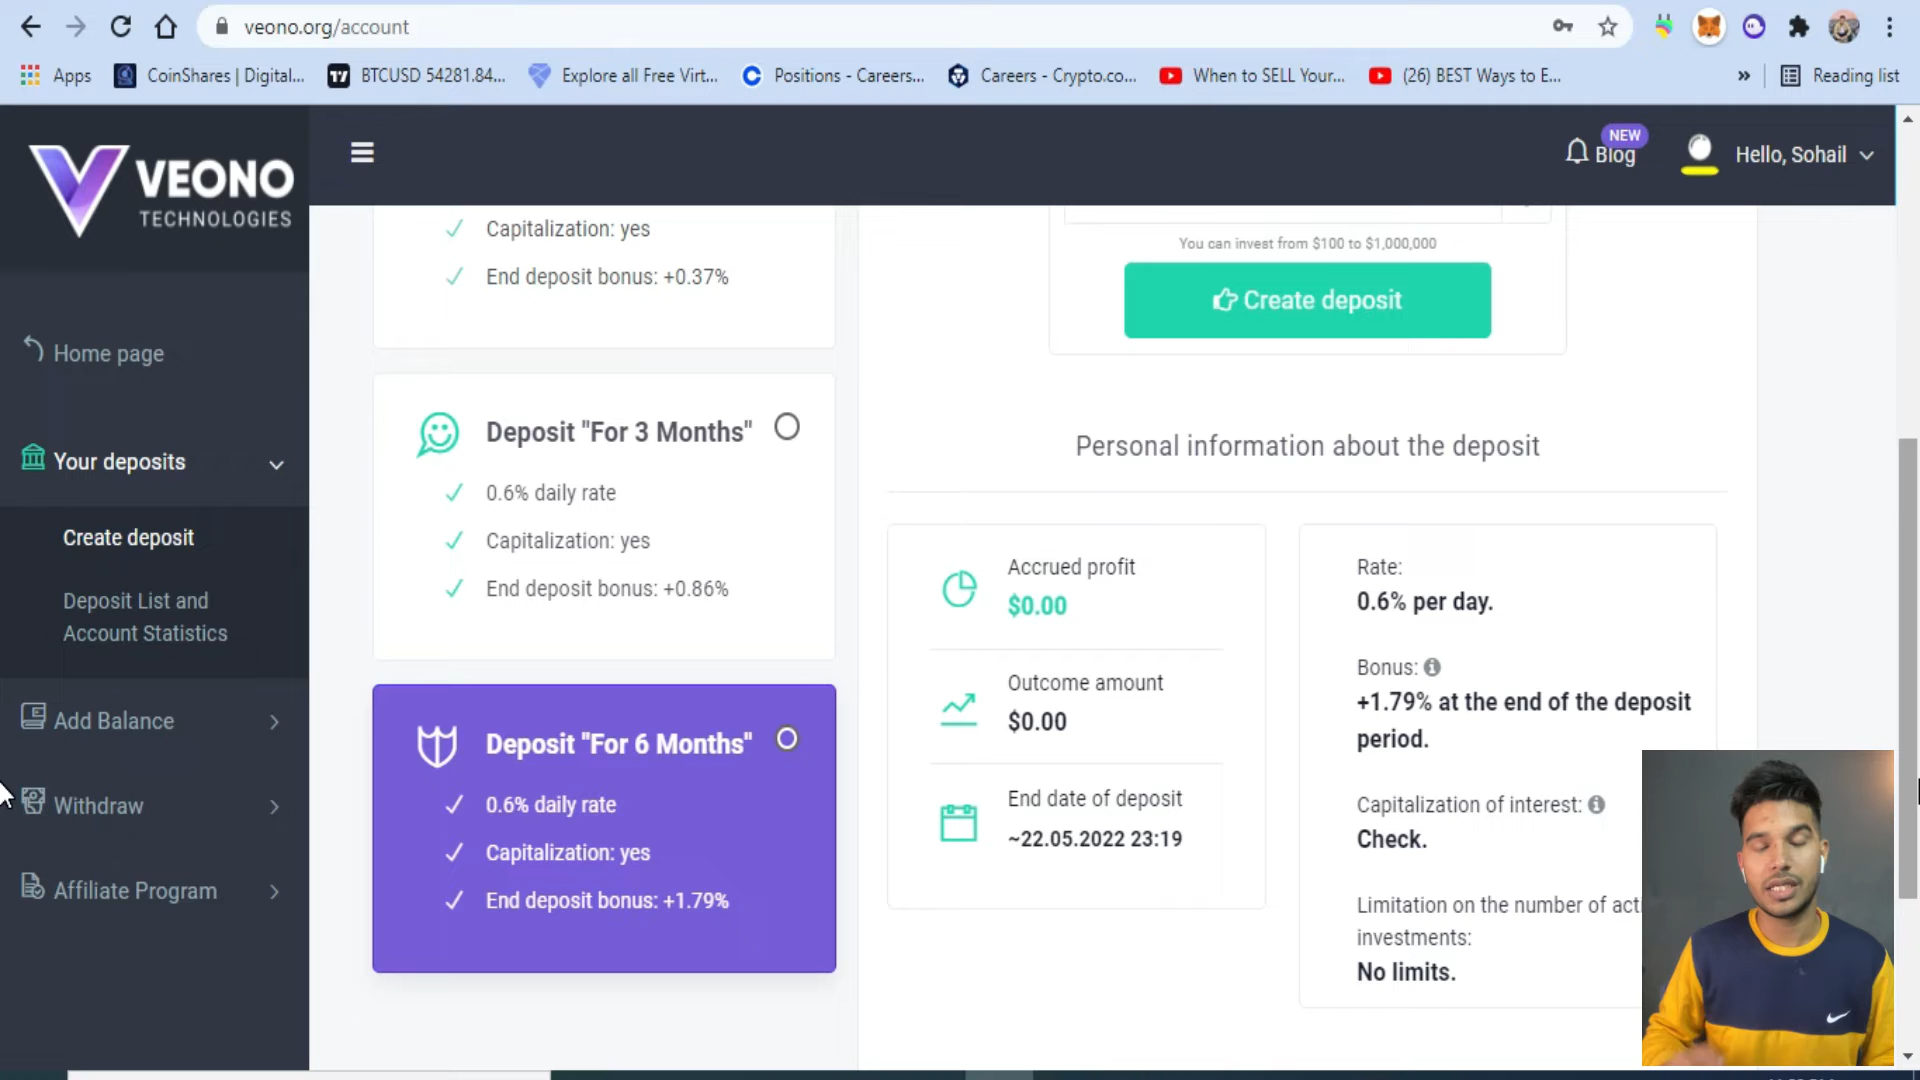 veono.org/account
Apps
CoinShares | Digital...
BTCUSD 54281.84...
Explore all Free Virt...
Positions - Careers...
Careers - Crypto.co...
When to SELL Your...
(26) BEST Ways to E...
»
Reading list
VEONO
TECHNOLOGIES
NEW
Blog
Hello, Sohail
Home page
Your deposits
Create deposit
Deposit List and
Account Statistics
Add Balance
Withdraw
Affiliate Program
Capitalization: yes
End deposit bonus: +0.37%
Deposit "For 3 Months"
0.6% daily rate
Capitalization: yes
End deposit bonus: +0.86%
Deposit "For 6 Months"
0.6% daily rate
Capitalization: yes
End deposit bonus: +1.79%
You can invest from $100 to $1,000,000
Create deposit
Personal information about the deposit
Accrued profit
$0.00
Outcome amount
$0.00
End date of deposit
~22.05.2022 23:19
Rate:
0.6% per day.
Bonus:
+1.79% at the end of the deposit
period.
Capitalization of interest:
Check.
Limitation on the number of acti
investments:
No limits.